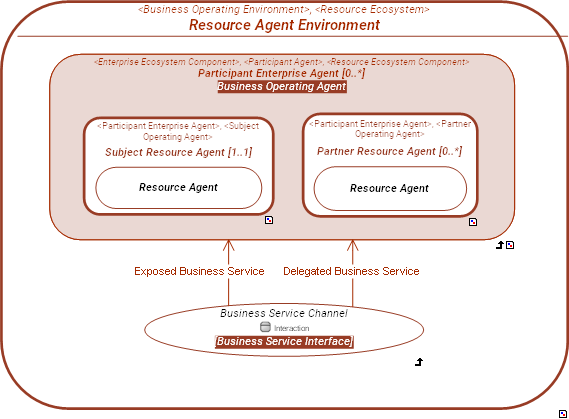 <Business Operating Environment>, <Resource Ecosystem>
Resource Agent Environment
<Enterprise Ecosystem Component>, <Participant Agent>, <Resource Ecosystem Component>
Participant Enterprise Agent [0..*]
Business Operating Agent
<Participant Enterprise Agent>, <Subject
Operating Agent>
Subject Resource Agent [1..1]
Resource Agent
<Participant Enterprise Agent>, <Partner
Operating Agent>
Partner Resource Agent [0..*]
Resource Agent
Exposed Business Service
Delegated Business Service
Business Service Channel
Interaction
Business Service Interface]